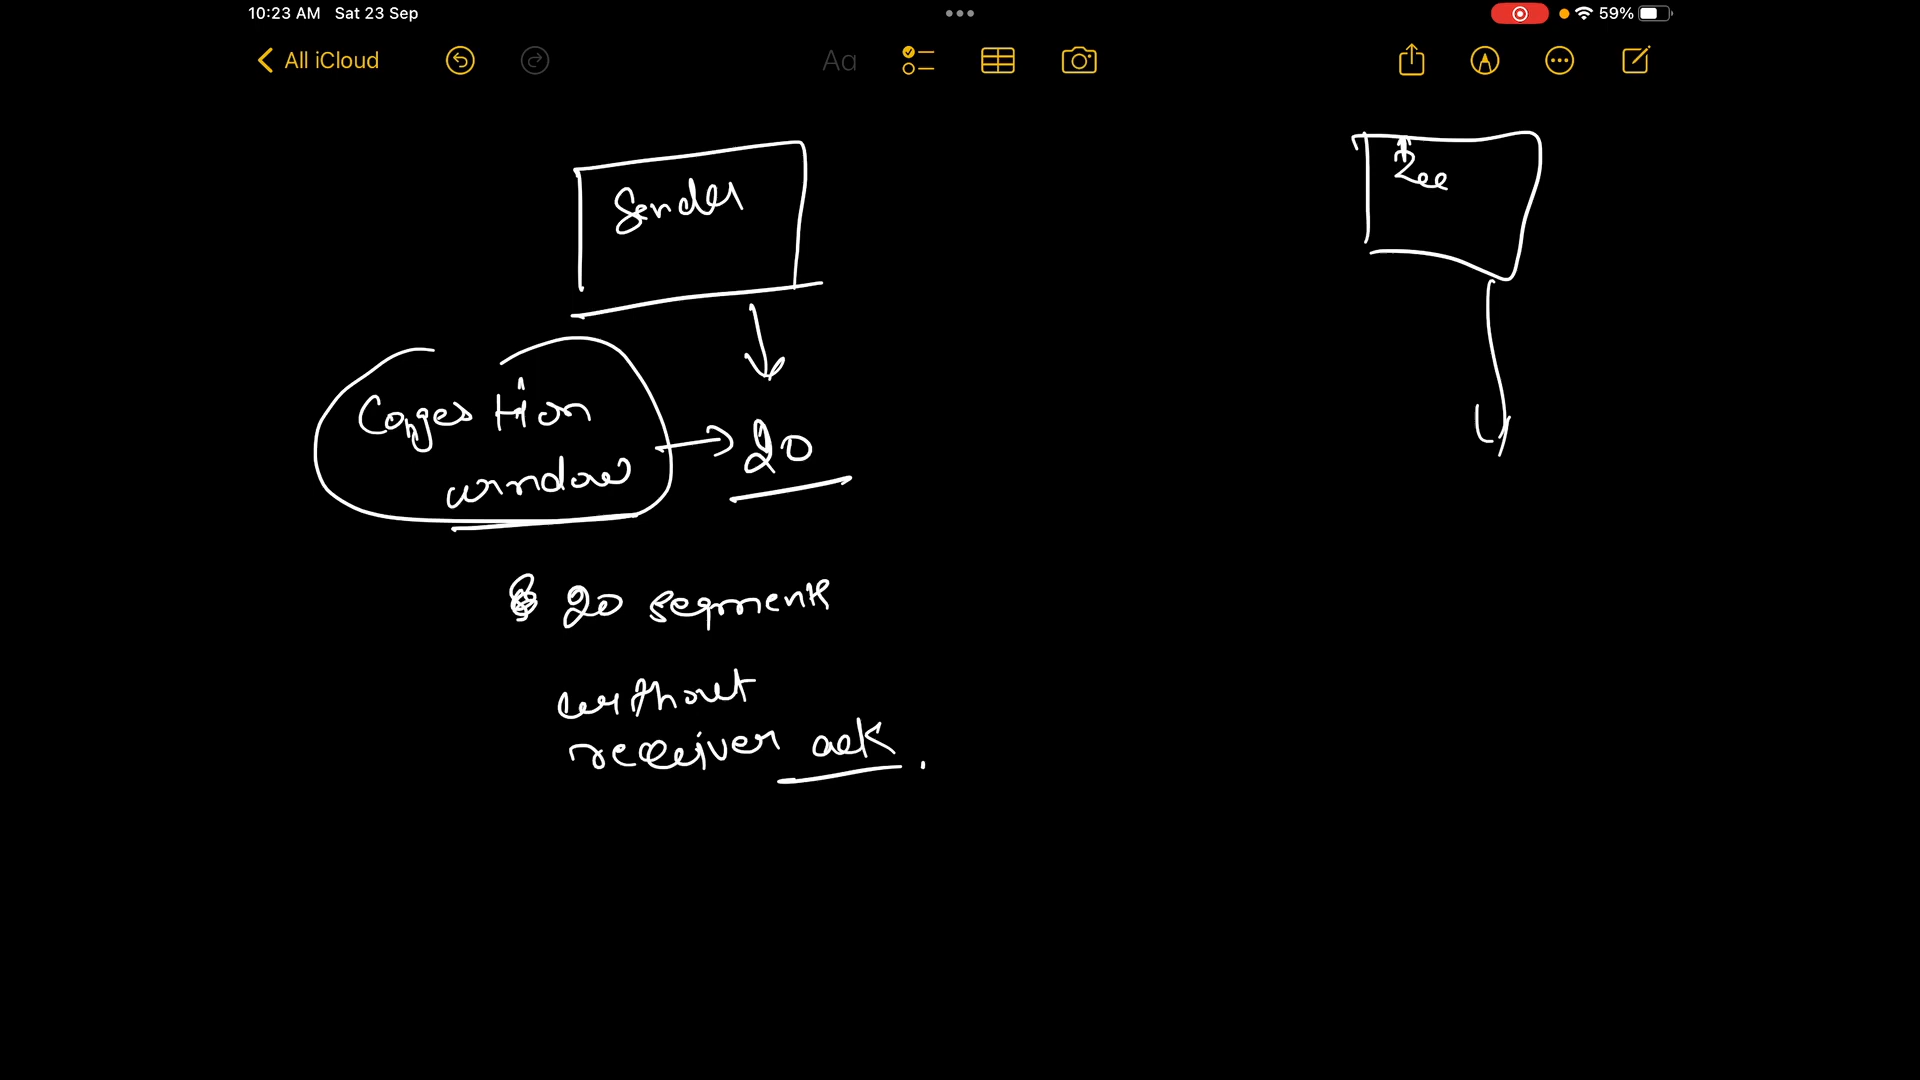 10:23 AM Sat 23 Sep
59%
All iCloud
Aa
Sender
Rec
Congestion
window
20
20 segments
without
receiver ack.